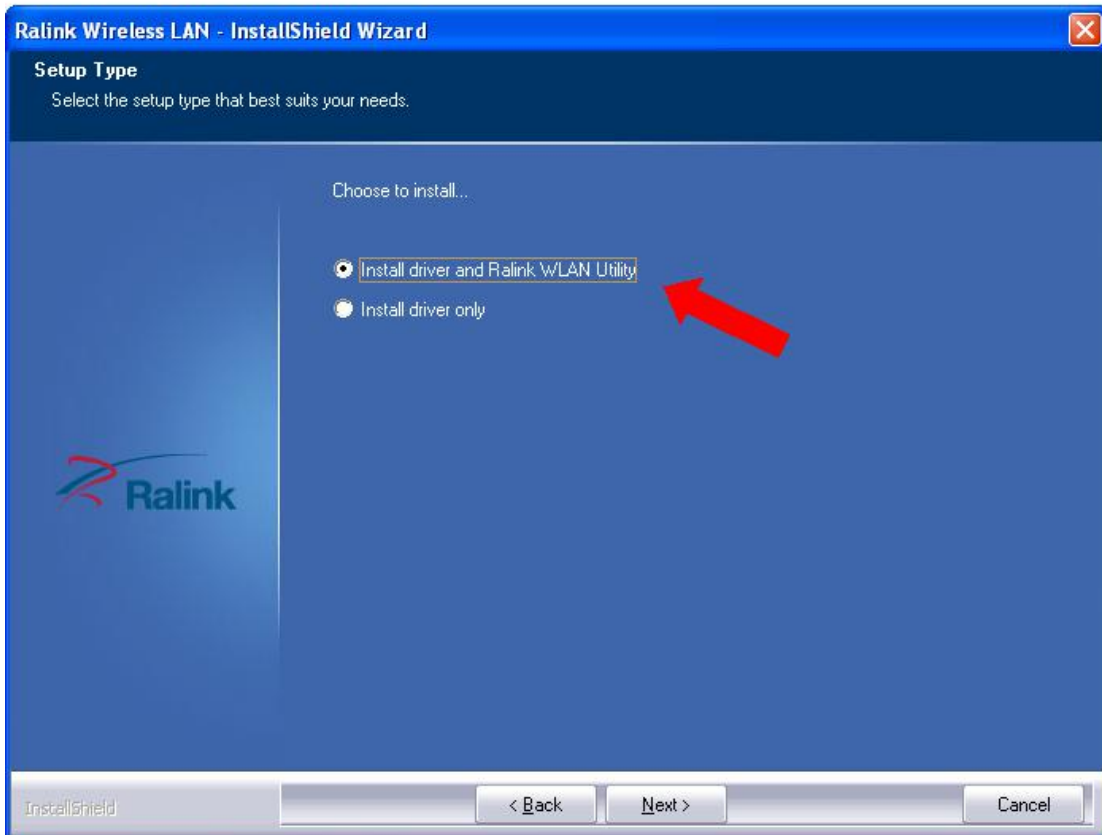 Ralink Wireless LAN - InstallShield Wizard
Setup Type
Select the setup type that best suits your needs.
Choose to install...
Install driver and Ralink WLAN Utility
Install driver only
Ralink
InstallShield
< Back
Next >
Cancel